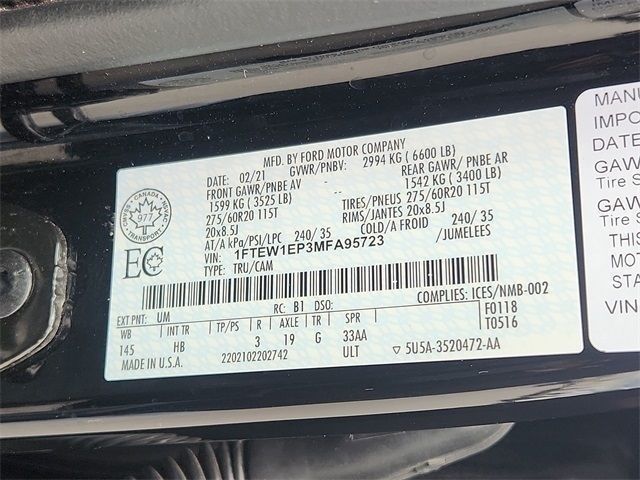 MFD. BY FORD MOTOR COMPANY
DATE: 02/21 GVWR/PNBV: 2994 KG ( 6600 LB)
FRONT GAWR/PNBE AV REAR GAWR/ PNBE AR
1599 KG ( 3525 LB) -- 1542 KG ( 3400 LB)
275/60R20 115T TIRES/PNEUS 275/60R20 115T
20x8.5J RIMS/JANTES 20x8.5J
AT/A kPa/PSI/LPC 240/ 35 COLD/A FROID 240/ 35
VIN: 1FTEW1EP3MFA95723 /JUMELEES
TYPE: TRU/CAM
CANADA
977
TRANSPORT
EC
COMPLIES: ICES/NMB-002
EXT PNT: UM RC: B1 DSO: F0118
WB INT TR TP/PS R AXLE TR SPR T0516
145 HB 3 19 G 33AA
MADE IN U.S.A. 2202102202742 ULT ▽ 5U5A-3520472-AA
MANU
IMPO
DATE
GAW
Tire S
GAW
Tire S
THIS
MOT
STA
VIN